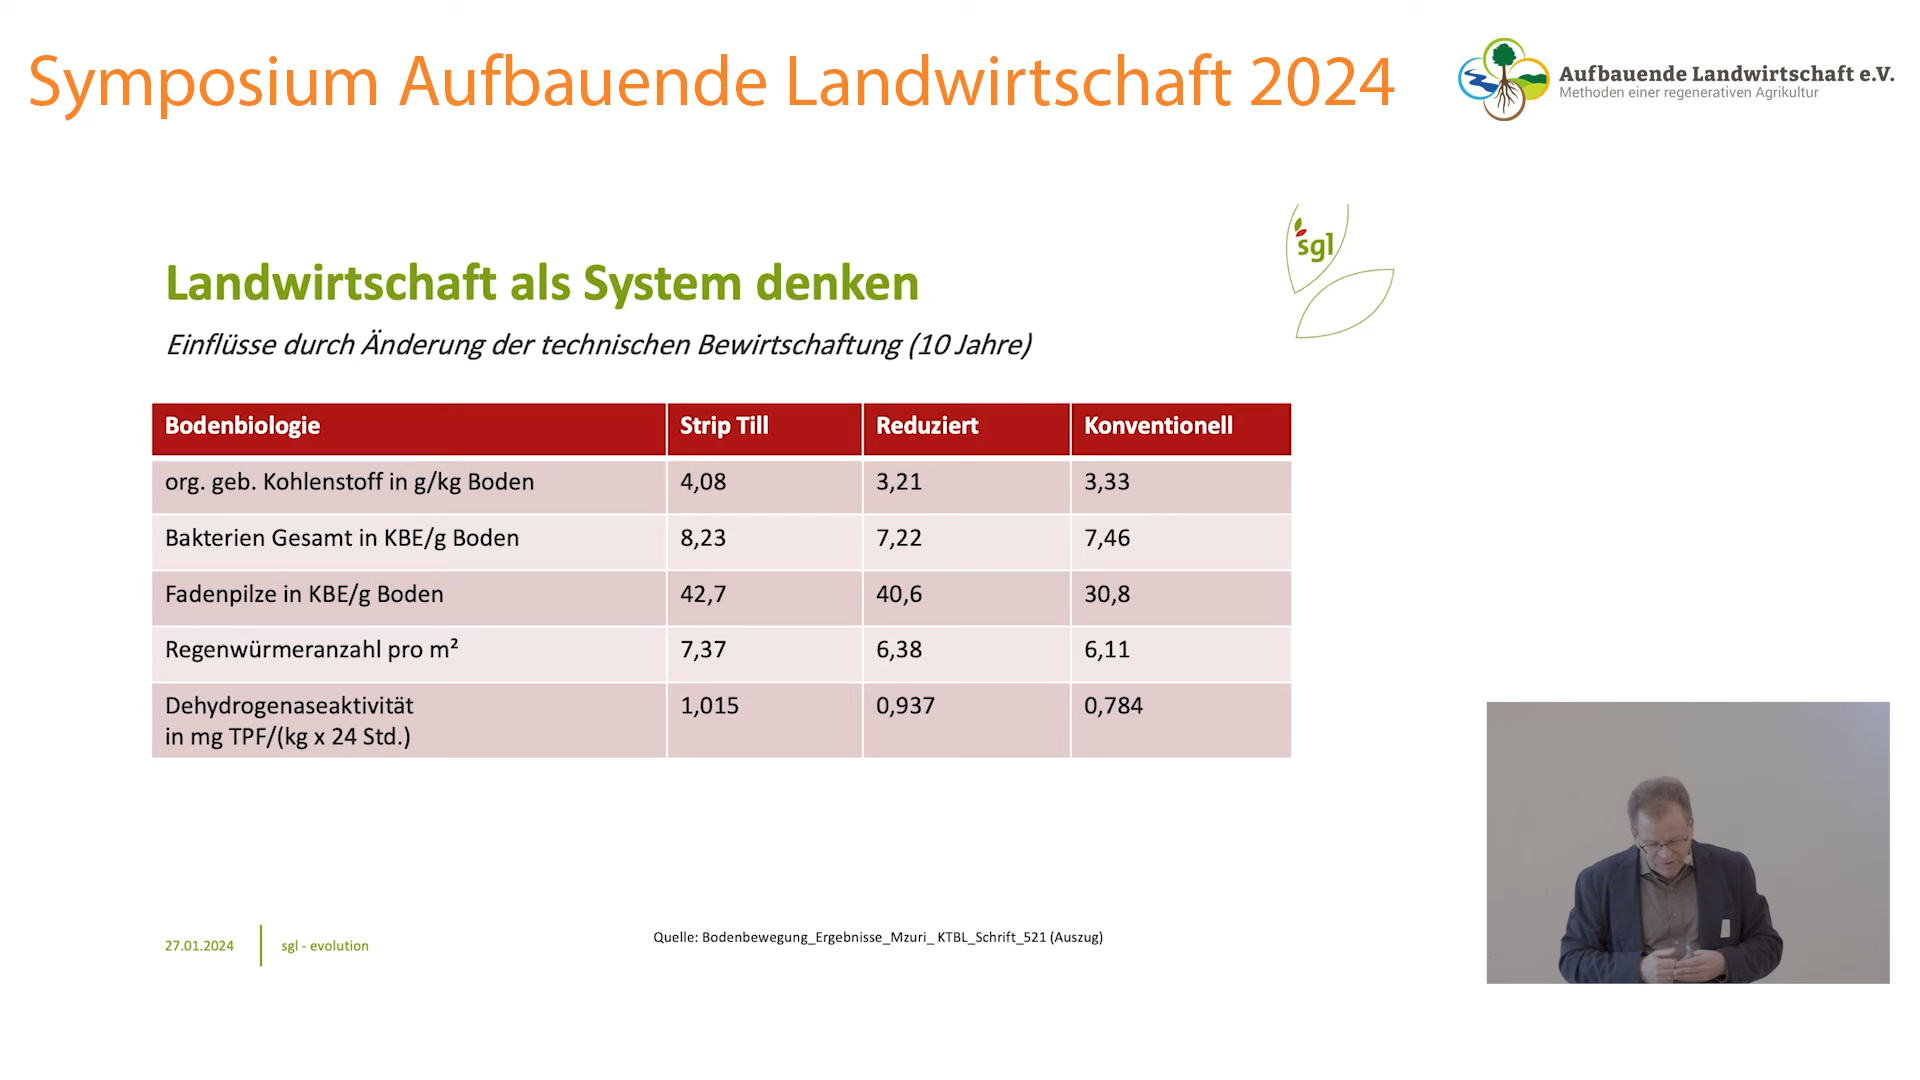 Symposium Aufbauende Landwirtschaft 2024
Aufbauende Landwirtschaft e.V.
Methoden einer regenerativen Agrikultur
sgl
Landwirtschaft als System denken
Einflüsse durch Änderung der technischen Bewirtschaftung (10 Jahre)
Bodenbiologie Strip Till Reduziert Konventionell
org. geb. Kohlenstoff in g/kg Boden 4,08 3,21 3,33
Bakterien Gesamt in KBE/g Boden 8,23 7,22 7,46
Fadenpilze in KBE/g Boden 42,7 40,6 30,8
Regenwürmeranzahl pro m² 7,37 6,38 6,11
Dehydrogenaseaktivität 1,015 0,937 0,784
in mg TPF/(kg x 24 Std.)
Quelle: Bodenbewegung_Ergebnisse_Mzuri_ KTBL_Schrift_521 (Auszug)
27.01.2024 sgl - evolution